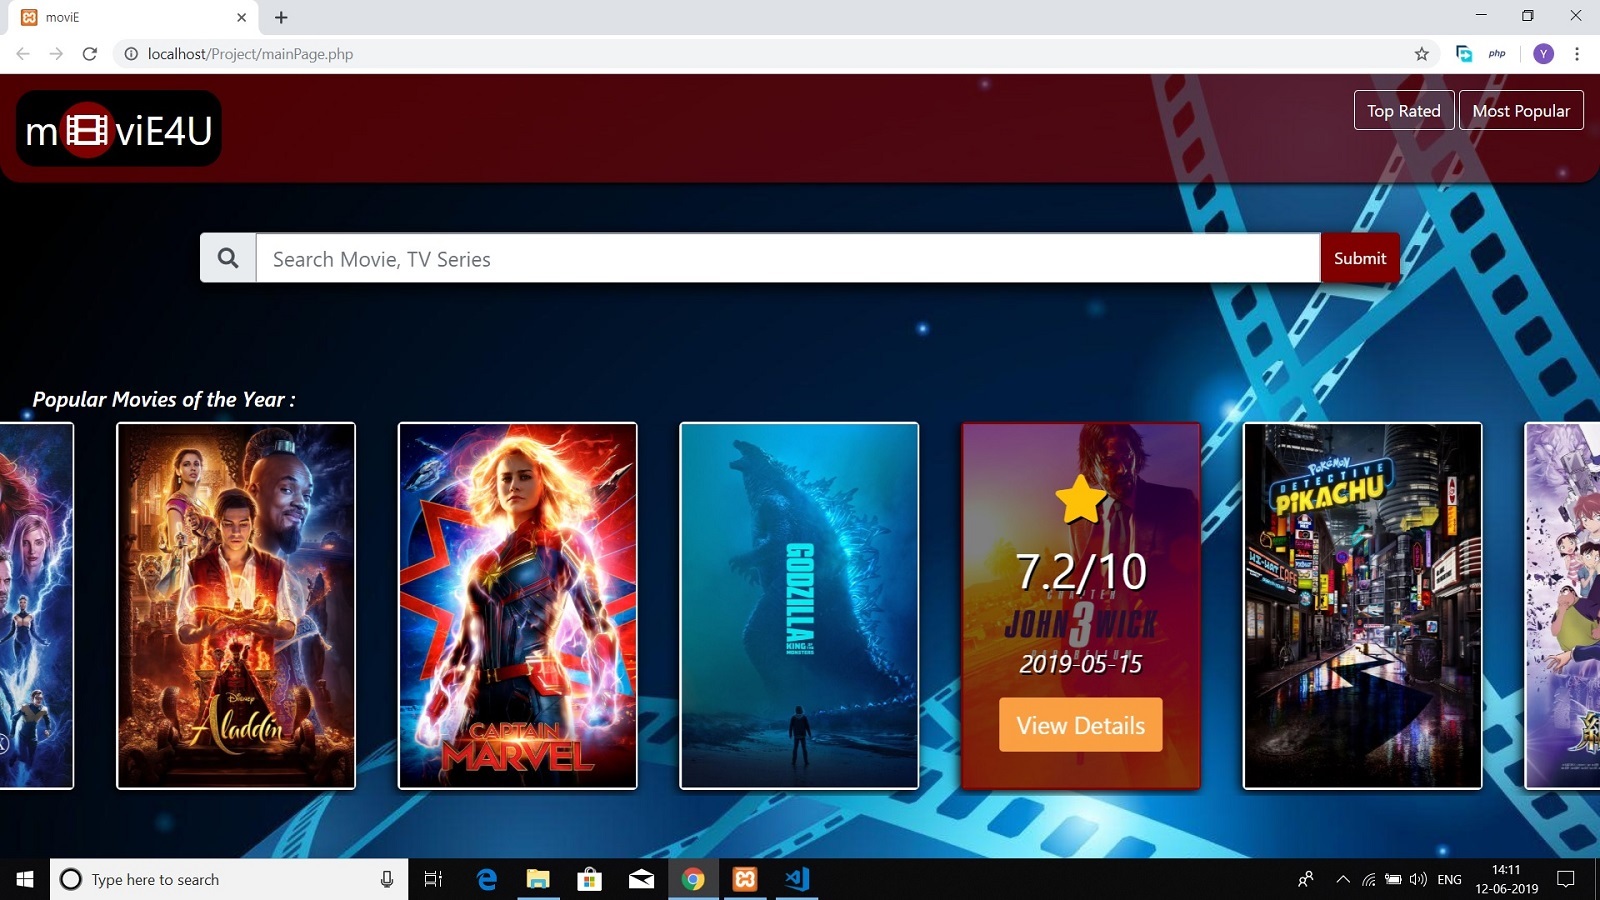 moviE
localhost/Project/mainPage.php
php
Y
m viE4U
Top Rated
Most Popular
Search Movie, TV Series
Submit
Popular Movies of the Year :
Disney
Aladdin
CAPTAIN
MARVEL
GODZILLA
KING OF THE
MONSTERS
7.2/10
CHAPTER
JOHN 3 WICK
2019-05-15
View Details
POKÉMON
DETECTIVE
PIKACHU
Type here to search
ENG
14:11
12-06-2019